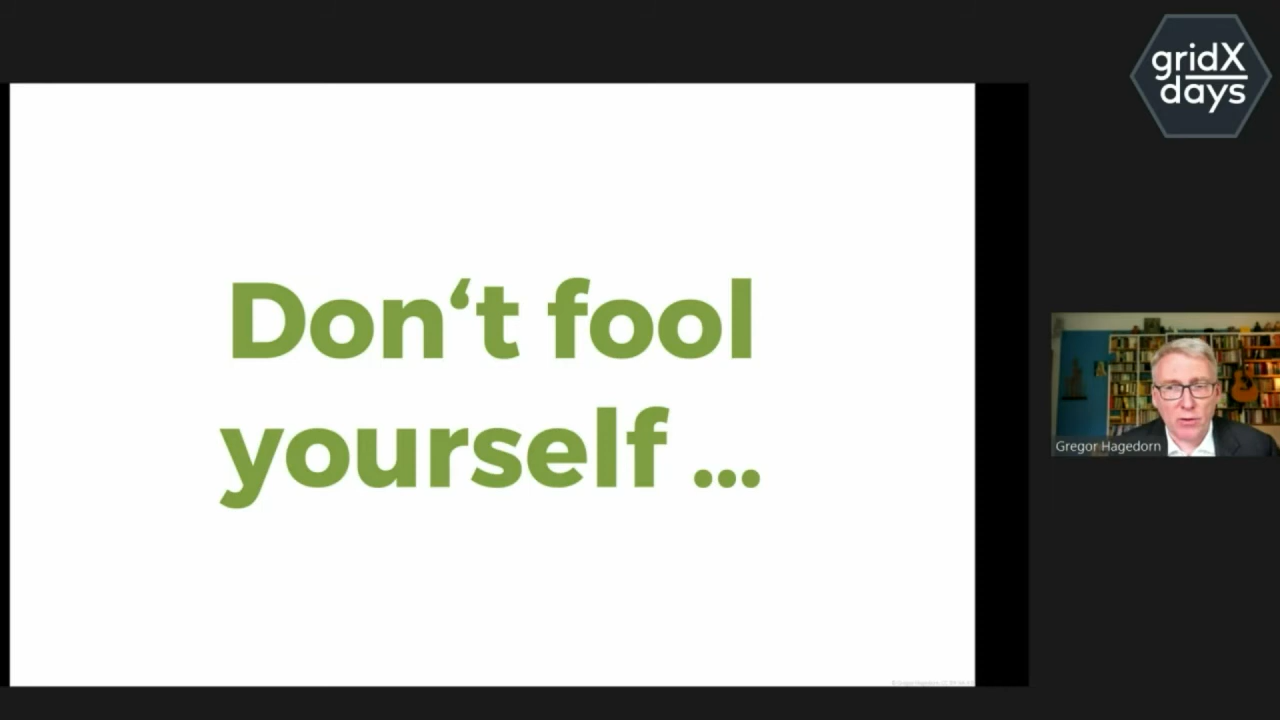 gridX
days
Don‘t fool
yourself ...
Gregor Hagedorn